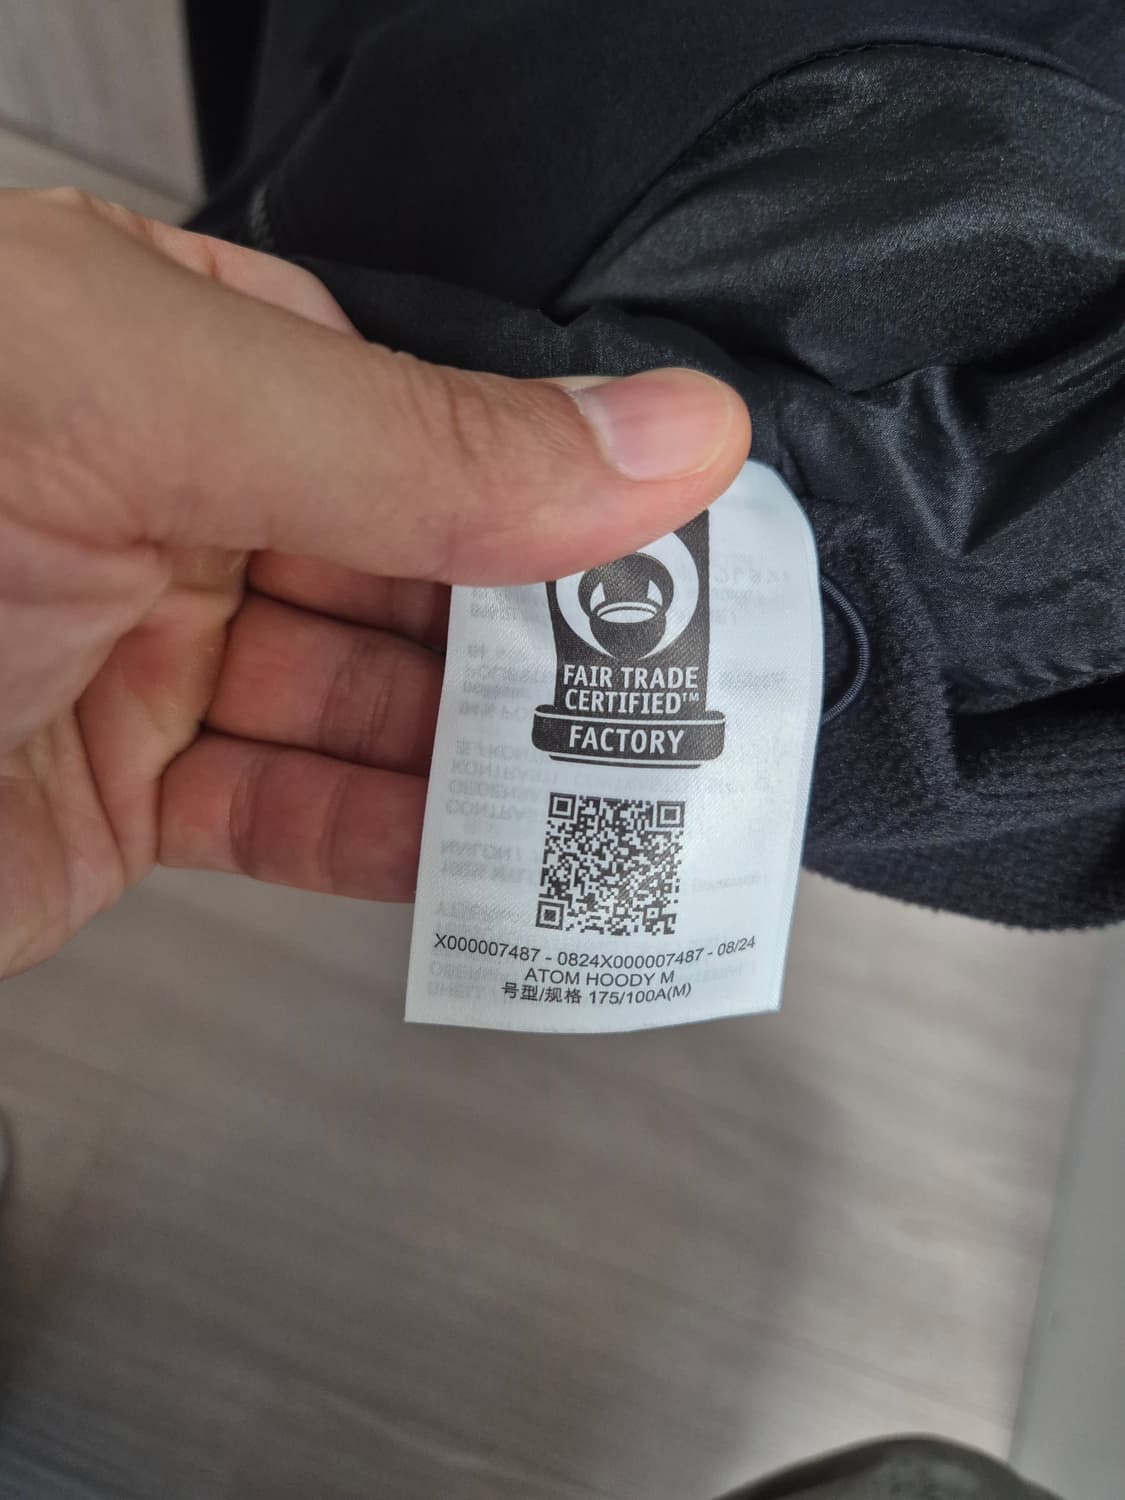 FAIR TRADE
CERTIFIED™
FACTORY
X000007487 - 0824X000007487 - 08/24
ATOM HOODY M
号型/规格 175/100A(M)